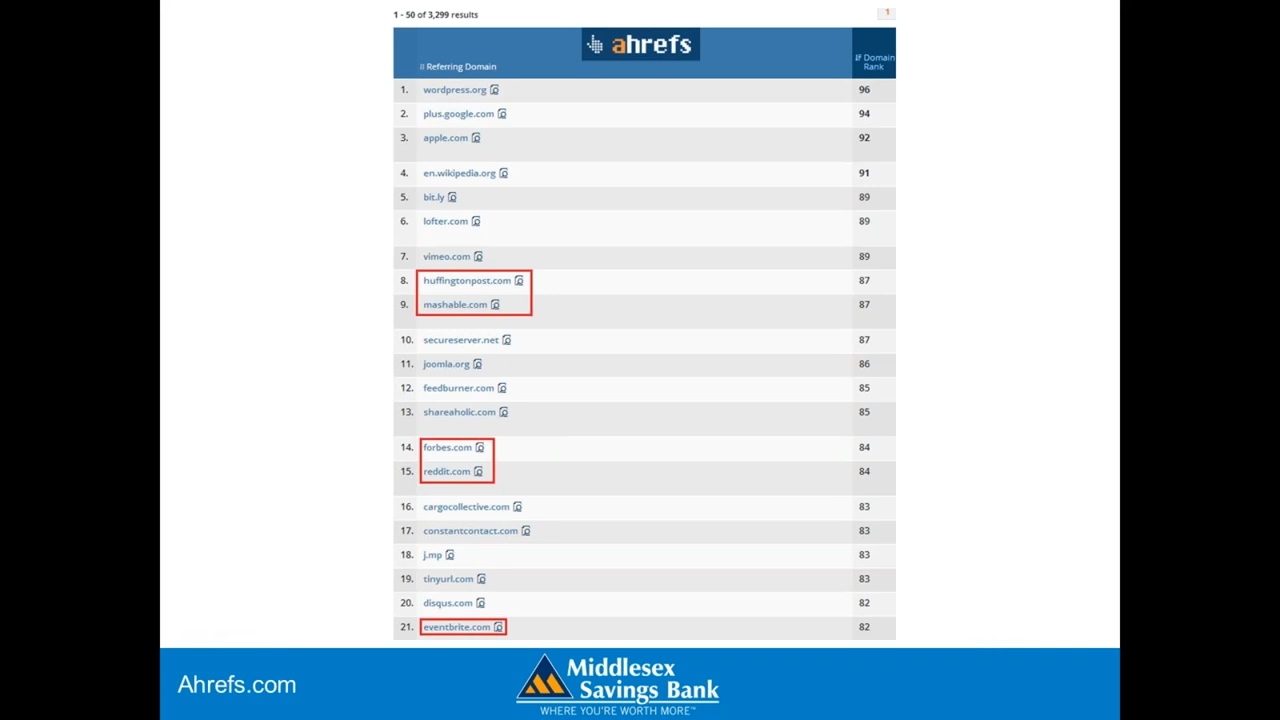 1 - 50 of 3,299 results
1
ahrefs
Referring Domain
Domain
Rank
1. wordpress.org 96
2. plus.google.com 94
3. apple.com 92
4. en.wikipedia.org 91
5. bit.ly 89
6. lofter.com 89
7. vimeo.com 89
8. huffingtonpost.com 87
9. mashable.com 87
10. secureserver.net 87
11. joomla.org 86
12. feedburner.com 85
13. shareaholic.com 85
14. forbes.com 84
15. reddit.com 84
16. cargocollective.com 83
17. constantcontact.com 83
18. j.mp 83
19. tinyurl.com 83
20. disqus.com 82
21. eventbrite.com 82
Ahrefs.com
Middlesex
Savings Bank
WHERE YOU'RE WORTH MORE™